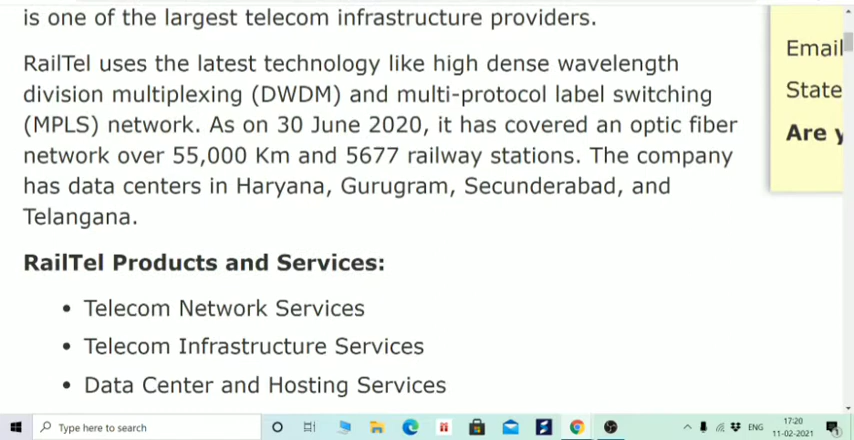 is one of the largest telecom infrastructure providers.
RailTel uses the latest technology like high dense wavelength
division multiplexing (DWDM) and multi-protocol label switching
(MPLS) network. As on 30 June 2020, it has covered an optic fiber
network over 55,000 Km and 5677 railway stations. The company
has data centers in Haryana, Gurugram, Secunderabad, and
Telangana.
RailTel Products and Services:
• Telecom Network Services
• Telecom Infrastructure Services
• Data Center and Hosting Services
Email
State
Are y
Type here to search
ENG
17:20
11-02-2021